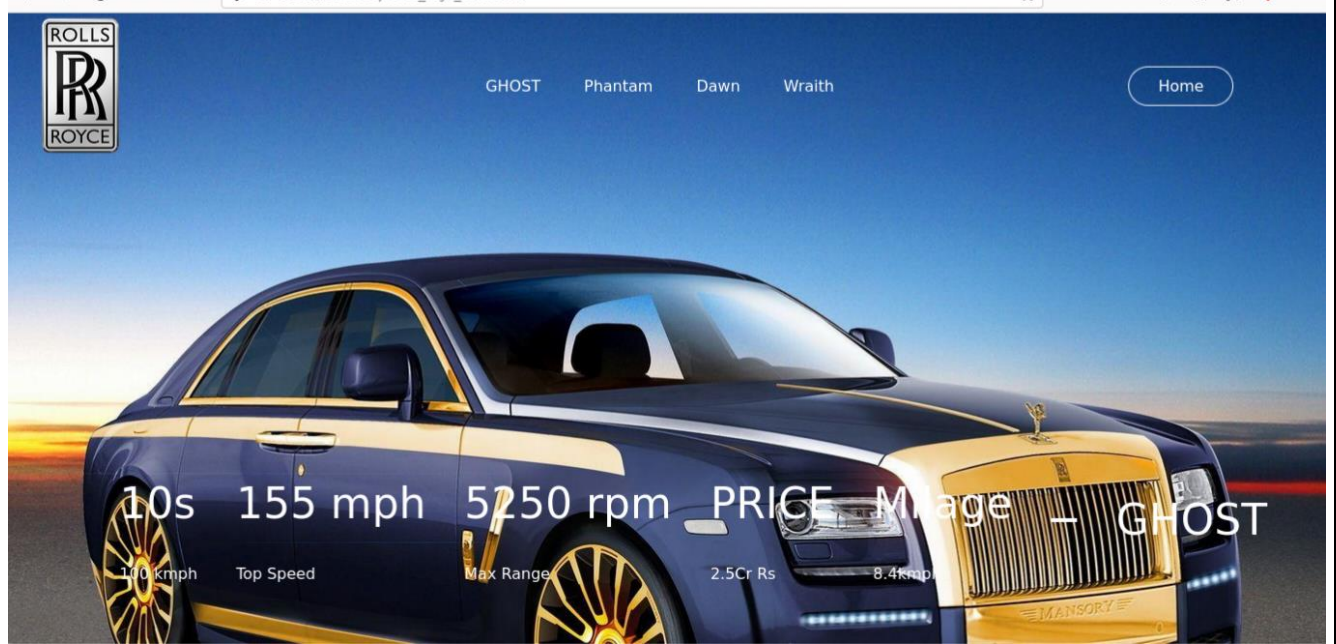 ROLLS
RR
ROYCE
GHOST Phantam Dawn Wraith Home
10s 155 mph 5250 rpm PRICE Milage – GHOST
100 kmph Top Speed Max Range 2.5Cr Rs 8.4kmpl
MANSORY